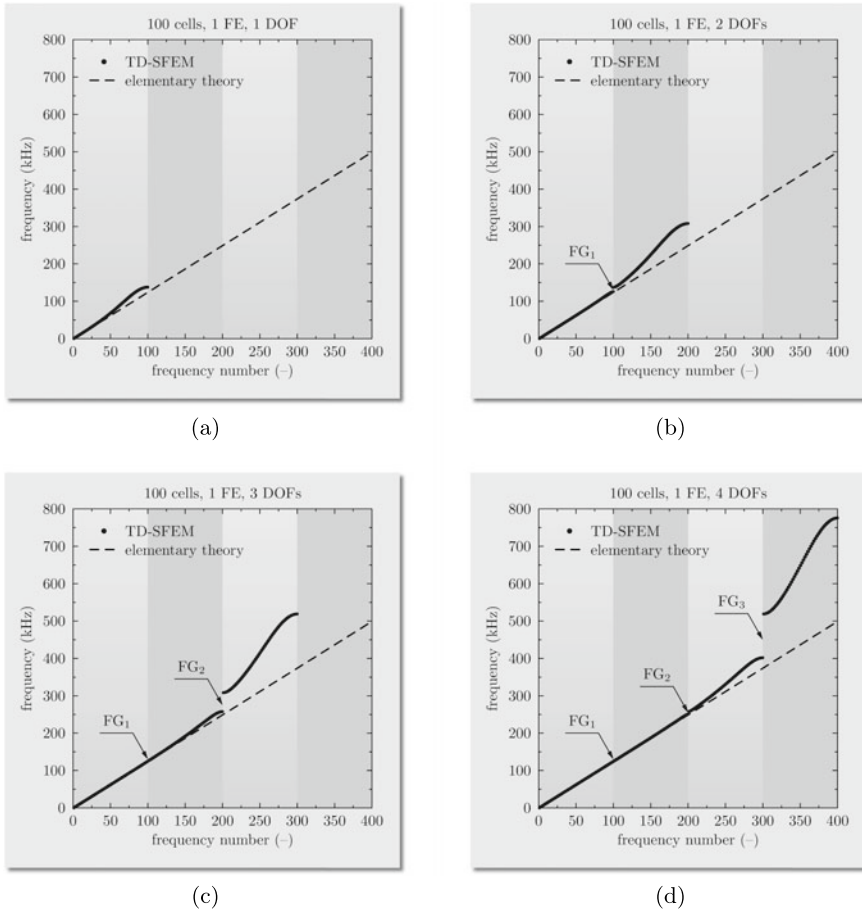 100 cells, 1 FE, 1 DOF
800
700
600
500
400
300
200
100
0
frequency (kHz)
TD-SFEM
elementary theory
0 50 100 150 200 250 300 350 400
frequency number (–)
(a)
100 cells, 1 FE, 2 DOFs
800
700
600
500
400
300
200
100
0
frequency (kHz)
TD-SFEM
elementary theory
FG₁
0 50 100 150 200 250 300 350 400
frequency number (–)
(b)
100 cells, 1 FE, 3 DOFs
800
700
600
500
400
300
200
100
0
frequency (kHz)
TD-SFEM
elementary theory
FG₂
FG₁
0 50 100 150 200 250 300 350 400
frequency number (–)
(c)
100 cells, 1 FE, 4 DOFs
800
700
600
500
400
300
200
100
0
frequency (kHz)
TD-SFEM
elementary theory
FG₃
FG₂
FG₁
0 50 100 150 200 250 300 350 400
frequency number (–)
(d)